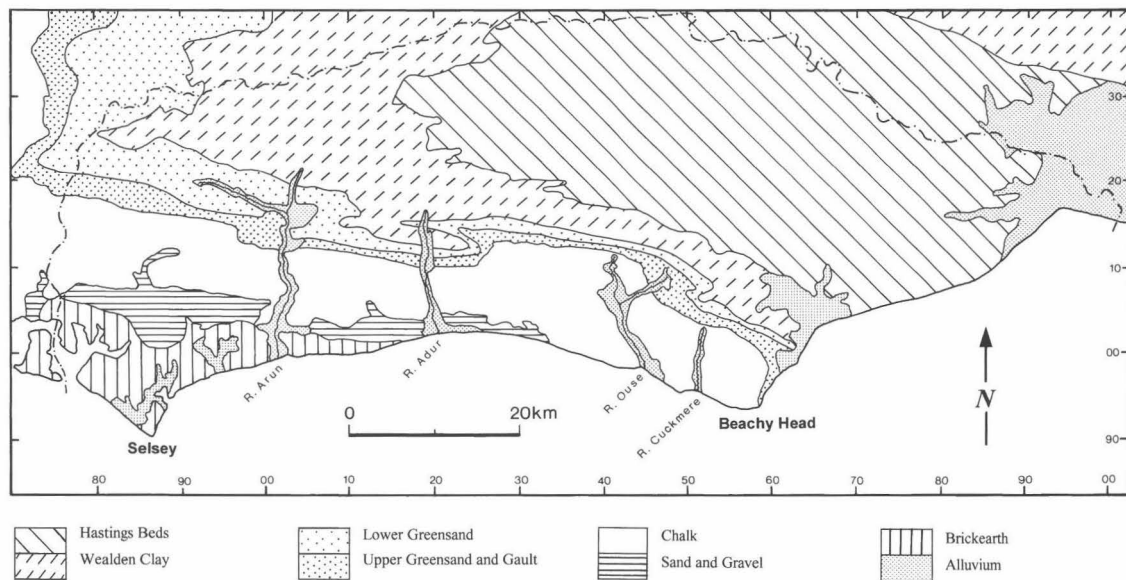 30
20
10
00
90
R. Arun
R. Adur
R. Ouse
R. Cuckmere
Selsey
Beachy Head
0 20km
N
80 90 00 10 20 30 40 50 60 70 80 90 00
Hastings Beds
Wealden Clay
Lower Greensand
Upper Greensand and Gault
Chalk
Sand and Gravel
Brickearth
Alluvium